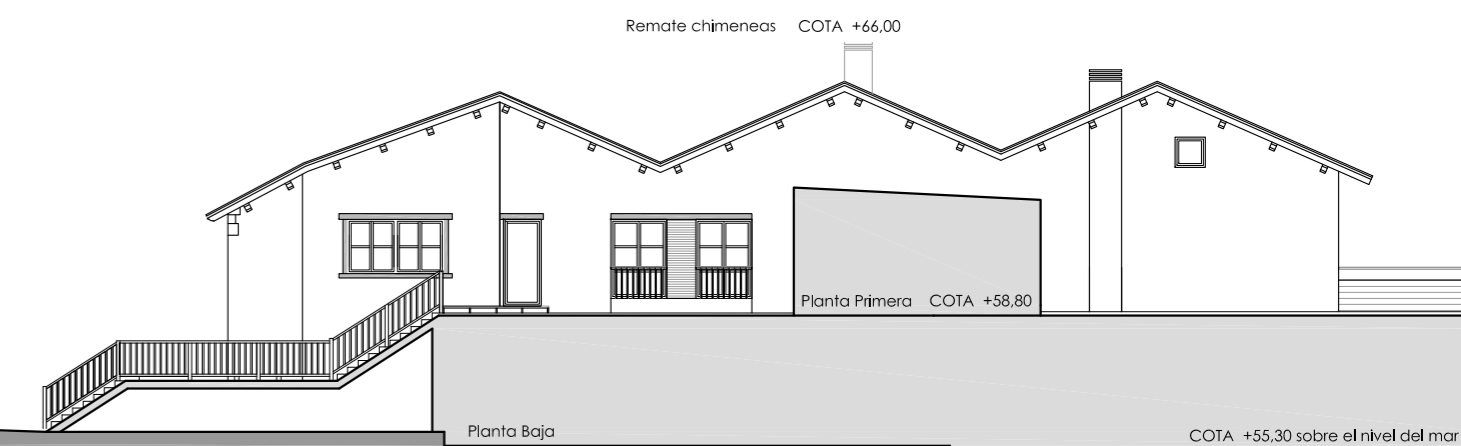 Remate chimeneas COTA +66,00
Planta Primera COTA +58,80
Planta Baja
COTA +55,30 sobre el nivel del mar